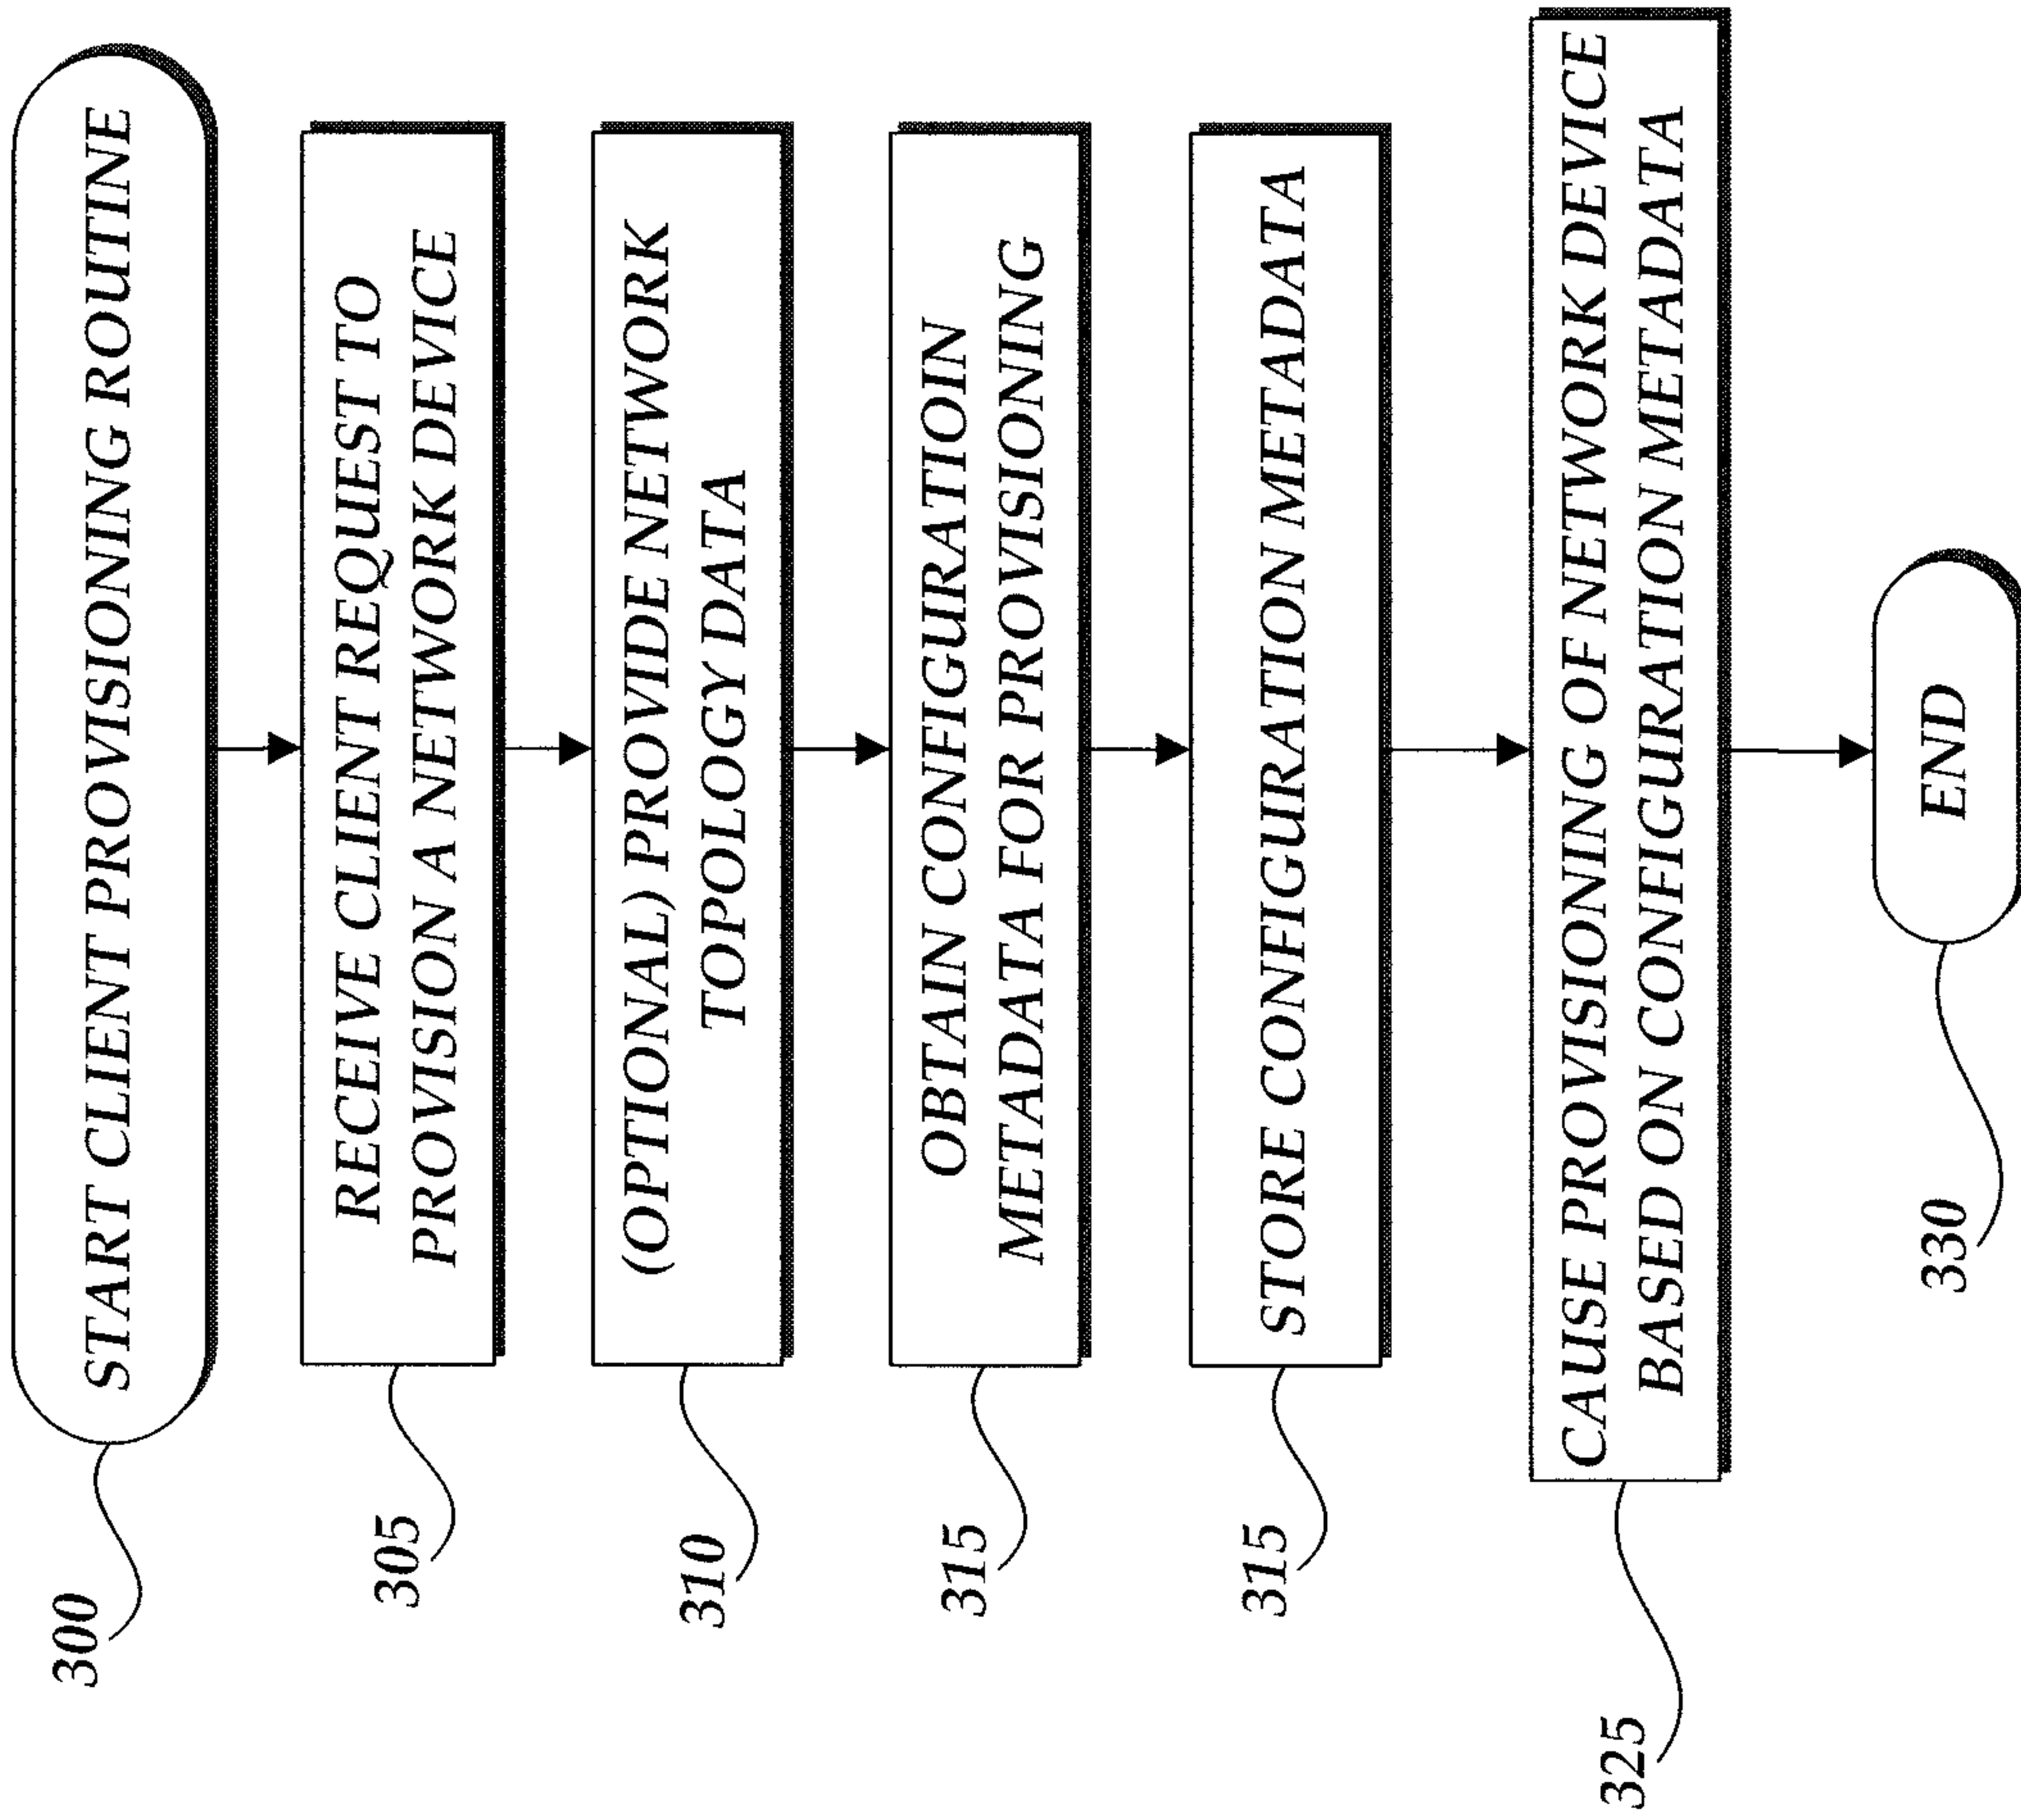 300
START CLIENT PROVISIONING ROUTINE
305
RECEIVE CLIENT REQUEST TO
PROVISION A NETWORK DEVICE
310
(OPTIONAL) PROVIDE NETWORK
TOPOLOGY DATA
315
OBTAIN CONFIGURATION
METADATA FOR PROVISIONING
315
STORE CONFIGURATION METADATA
325
CAUSE PROVISIONING OF NETWORK DEVICE
BASED ON CONFIGURATION METADATA
330
END